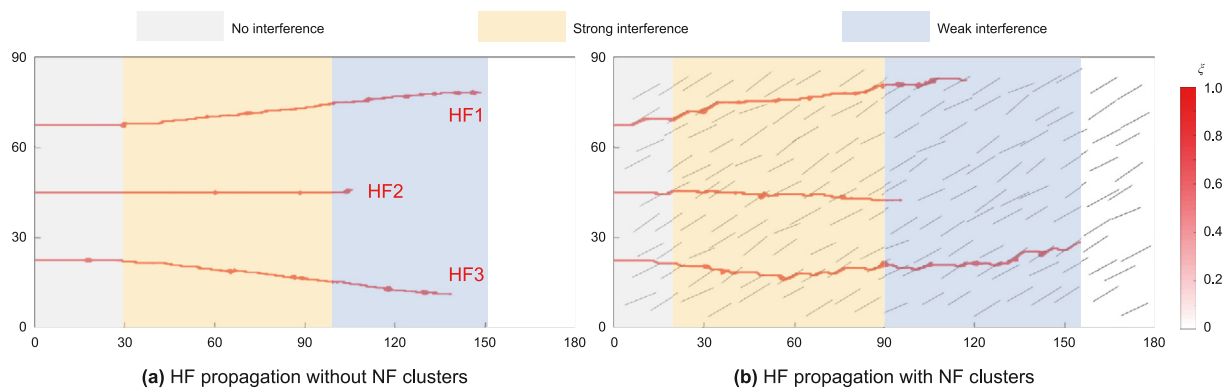 No interference
Strong interference
Weak interference
90
60
30
0
HF1
HF2
HF3
0 30 60 90 120 150 180
(a) HF propagation without NF clusters
90
60
30
0
0 30 60 90 120 150 180
(b) HF propagation with NF clusters
1.0
0.8
0.6
0.4
0.2
0